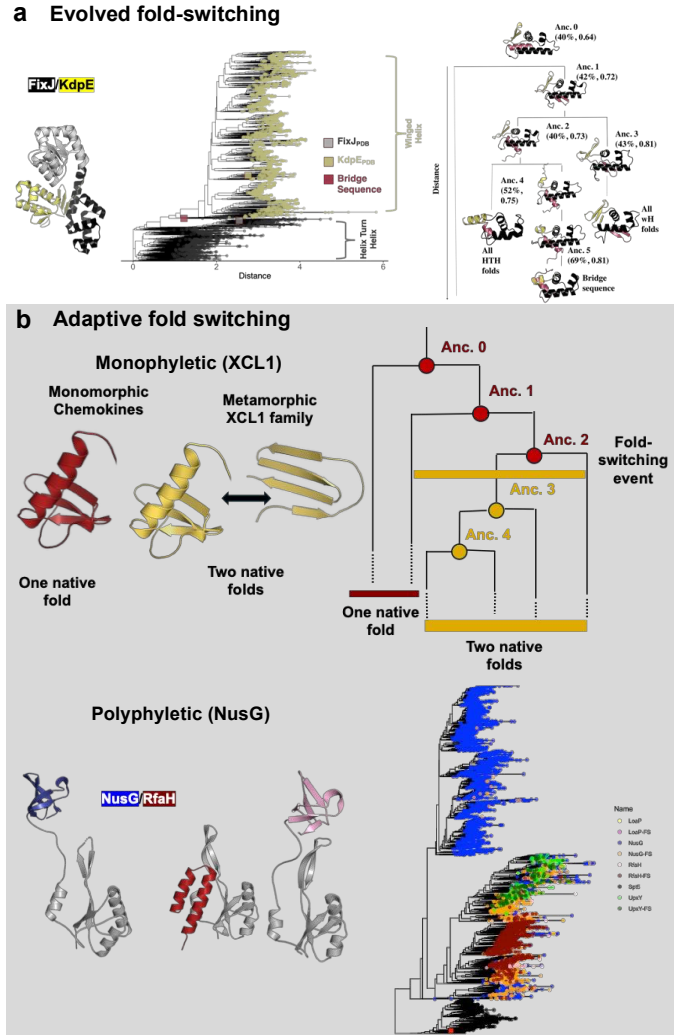 a Evolved fold-switching
FixJ/KdpE
FixJPDB
KdpEPDB
Bridge
Sequence
Winged
Helix
Helix Turn
Helix
0
2
4
6
Distance
Distance
Anc. 0
(40%, 0.64)
Anc. 1
(42%, 0.72)
Anc. 2
(40%, 0.73)
Anc. 3
(43%, 0.81)
Anc. 4
(52%,
0.75)
All
wH
folds
All
HTH
folds
Anc. 5
(69%, 0.81)
Bridge
sequence
b Adaptive fold switching
Monophyletic (XCL1)
Monomorphic
Chemokines
Metamorphic
XCL1 family
One native
fold
Two native
folds
Anc. 0
Anc. 1
Anc. 2
Fold-
switching
event
Anc. 3
Anc. 4
One native
fold
Two native
folds
Polyphyletic (NusG)
NusG/RfaH
Name
LoaP
LoaP-FS
NusG
NusG-FS
RfaH
RfaH-FS
Spt5
UpxY
UpxY-FS